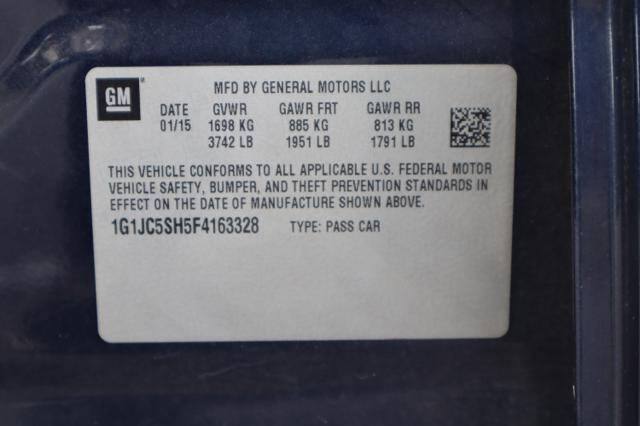 GM
MFD BY GENERAL MOTORS LLC
DATE GVWR GAWR FRT GAWR RR
01/15 1698 KG 885 KG 813 KG
3742 LB 1951 LB 1791 LB
THIS VEHICLE CONFORMS TO ALL APPLICABLE U.S. FEDERAL MOTOR
VEHICLE SAFETY, BUMPER, AND THEFT PREVENTION STANDARDS IN
EFFECT ON THE DATE OF MANUFACTURE SHOWN ABOVE.
1G1JC5SH5F4163328 TYPE: PASS CAR